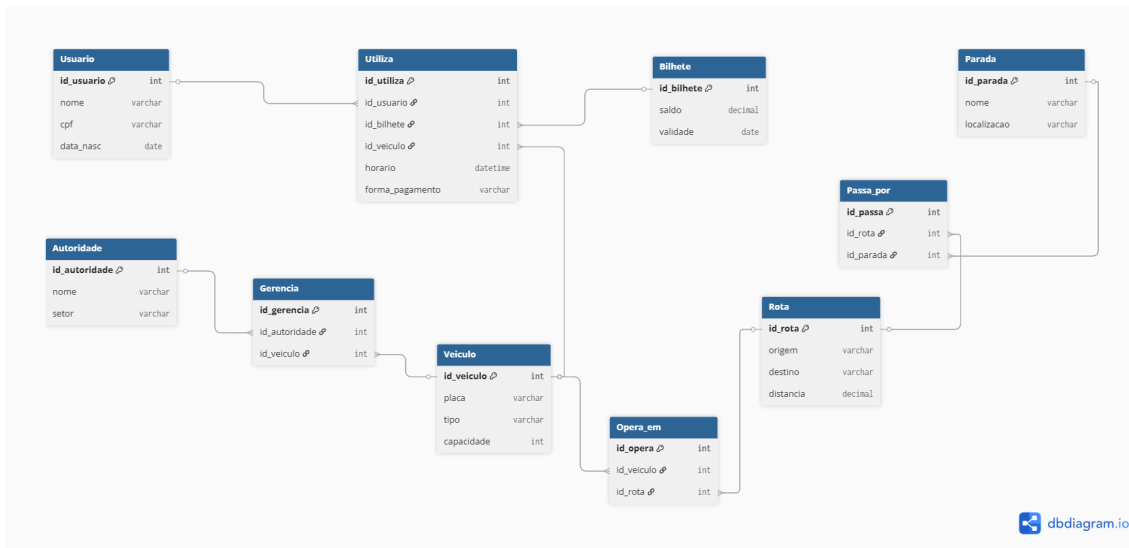 Usuario
id_usuario int
nome varchar
cpf varchar
data_nasc date
Utiliza
id_utiliza int
id_usuario int
id_bilhete int
id_veiculo int
horario datetime
forma_pagamento varchar
Bilhete
id_bilhete int
saldo decimal
validade date
Parada
id_parada int
nome varchar
localizacao varchar
Passa_por
id_passa int
id_rota int
id_parada int
Autoridade
id_autoridade int
nome varchar
setor varchar
Gerencia
id_gerencia int
id_autoridade int
id_veiculo int
Veiculo
id_veiculo int
placa varchar
tipo varchar
capacidade int
Rota
id_rota int
origem varchar
destino varchar
distancia decimal
Opera_em
id_opera int
id_veiculo int
id_rota int
dbdiagram.io